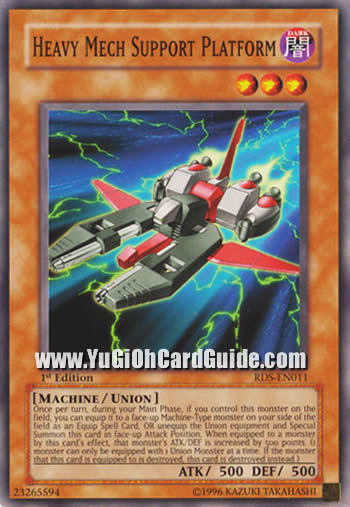 HEAVY MECH SUPPORT PLATFORM
DARK
闇
www.YuGiOhCardGuide.com
1st Edition
RDS-EN011
[MACHINE / UNION]
Once per turn, during your Main Phase, if you control this monster on the
field, you can equip it to a face-up Machine-Type monster on your side of the
field as an Equip Spell Card, OR unequip the Union equipment and Special
Summon this card in face-up Attack Position. When equipped to a monster
by this card's effect, that monster's ATK/DEF is increased by 500 points. (1
monster can only be equipped with 1 Union Monster at a time. If the monster
that this card is equipped to is destroyed, this card is destroyed instead.)
ATK/ 500 DEF/ 500
23265594
©1996 KAZUKI TAKAHASHI